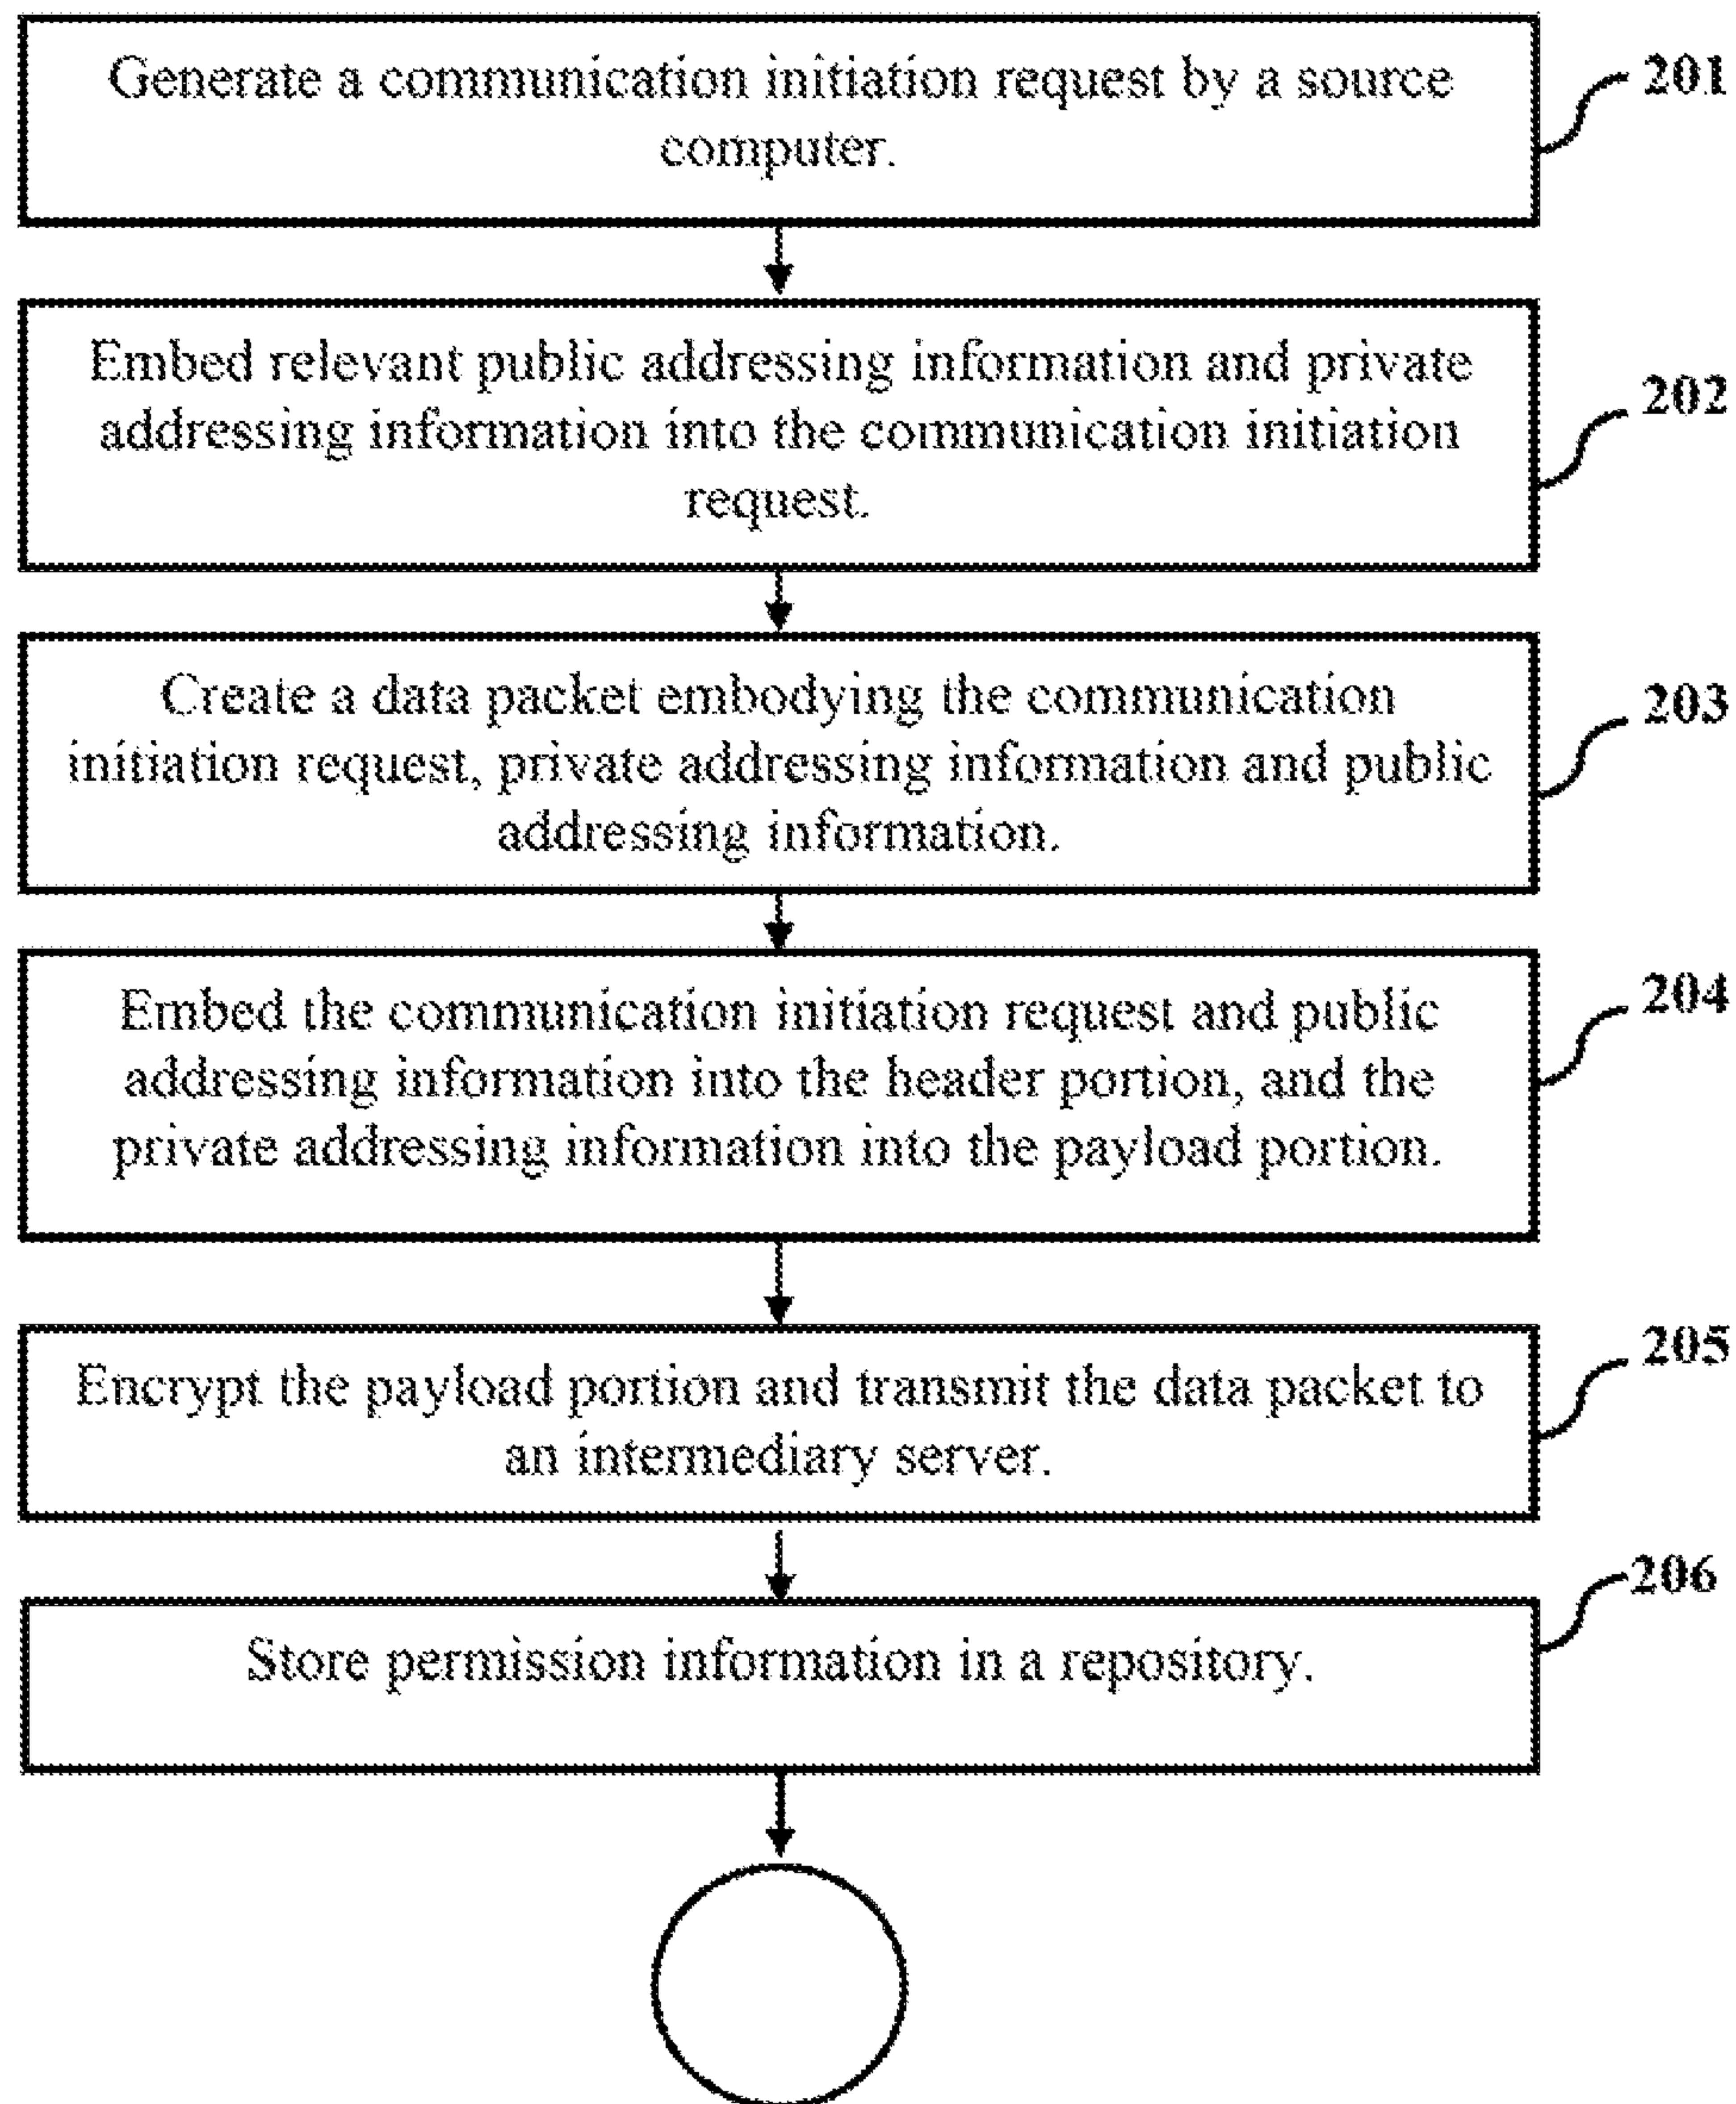 Generate a communication initiation request by a source
computer.
201
Embed relevant public addressing information and private
addressing information into the communication initiation
request.
202
Create a data packet embodying the communication
initiation request, private addressing information and public
addressing information.
203
Embed the communication initiation request and public
addressing information into the header portion, and the
private addressing information into the payload portion.
204
Encrypt the payload portion and transmit the data packet to
an intermediary server.
205
Store permission information in a repository.
206